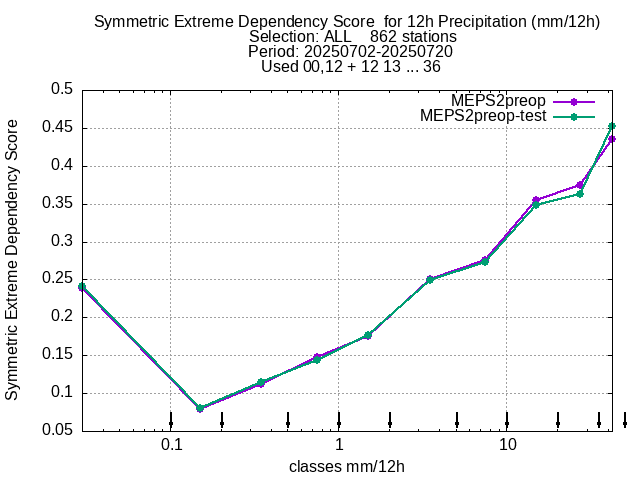 Symmetric Extreme Dependency Score  for 12h Precipitation (mm/12h)
Selection: ALL    862 stations
Period: 20250702-20250720
Used 00,12 + 12 13 ... 36
MEPS2preop
MEPS2preop-test
Symmetric Extreme Dependency Score
0.5
0.45
0.4
0.35
0.3
0.25
0.2
0.15
0.1
0.05
0.1 1 10
classes mm/12h